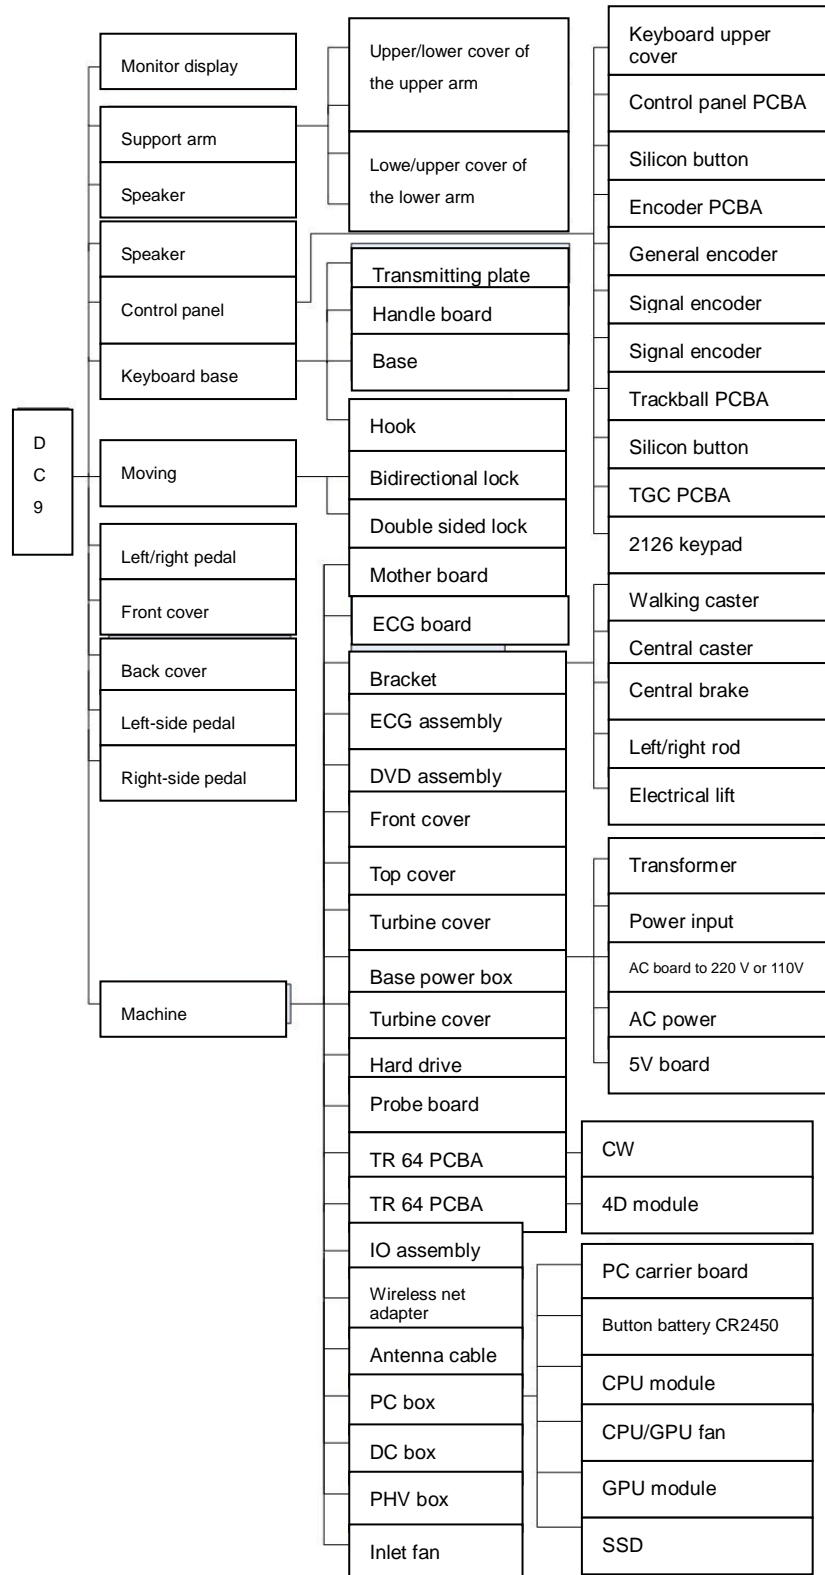 D
C
9
Monitor display
Support arm
Speaker
Speaker
Control panel
Keyboard base
Moving
Left/right pedal
Front cover
Back cover
Left-side pedal
Right-side pedal
Machine
Upper/lower cover of
the upper arm
Lowe/upper cover of
the lower arm
Transmitting plate
Handle board
Base
Hook
Bidirectional lock
Double sided lock
Mother board
ECG board
Bracket
ECG assembly
DVD assembly
Front cover
Top cover
Turbine cover
Base power box
Turbine cover
Hard drive
Probe board
TR 64 PCBA
TR 64 PCBA
IO assembly
Wireless net
adapter
Antenna cable
PC box
DC box
PHV box
Inlet fan
Keyboard upper
cover
Control panel PCBA
Silicon button
Encoder PCBA
General encoder
Signal encoder
Signal encoder
Trackball PCBA
Silicon button
TGC PCBA
2126 keypad
Walking caster
Central caster
Central brake
Left/right rod
Electrical lift
Transformer
Power input
AC board to 220 V or 110V
AC power
5V board
CW
4D module
PC carrier board
Button battery CR2450
CPU module
CPU/GPU fan
GPU module
SSD